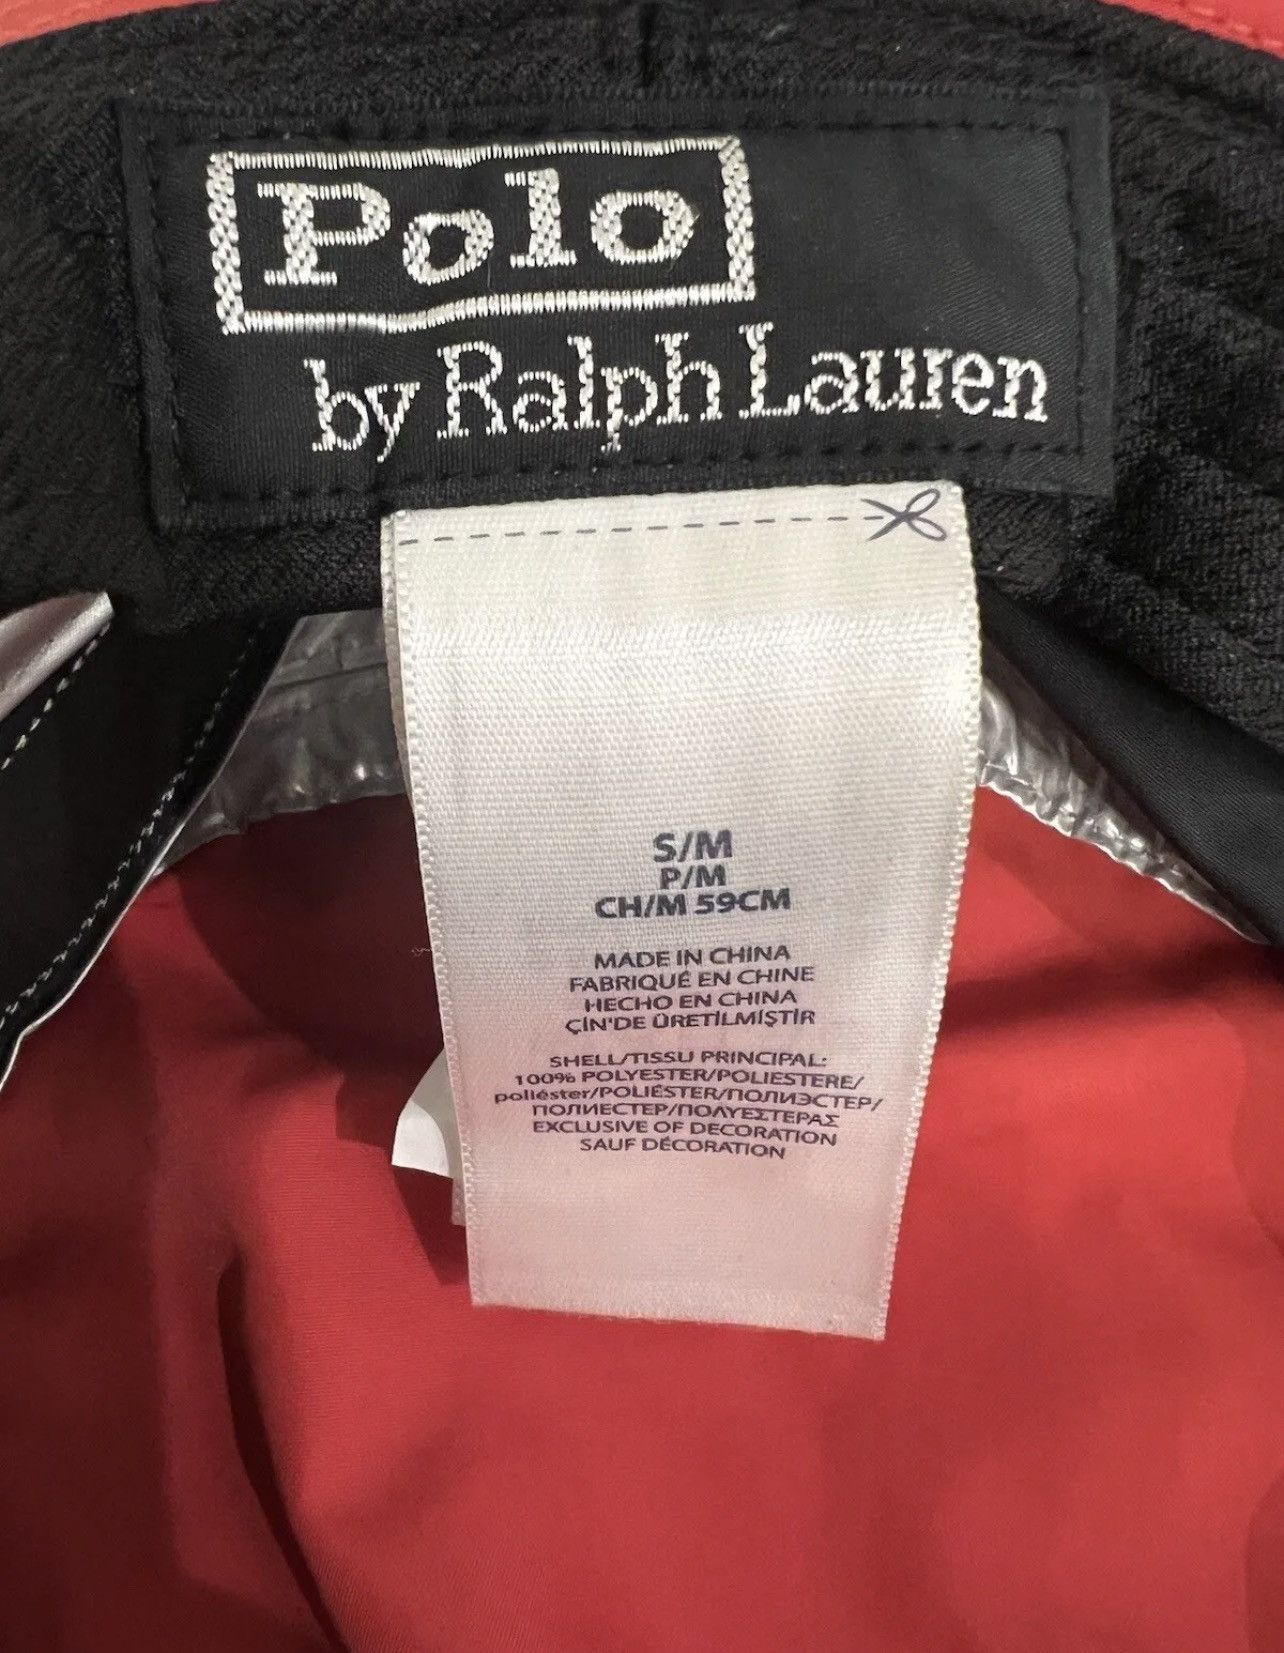 Polo
by Ralph Lauren
S/M
P/M
CH/M 59CM
MADE IN CHINA
FABRIQUÉ EN CHINE
HECHO EN CHINA
ÇİN'DE ÜRETİLMİŞTİR
SHELL/TISSU PRINCIPAL:
100% POLYESTER/POLIESTERE/
poliéster/POLIÉSTER/ПОЛИЭСТЕР/
ПОЛИЕСТЕР/ΠΟΛΥΕΣΤΕΡΑΣ
EXCLUSIVE OF DECORATION
SAUF DÉCORATION